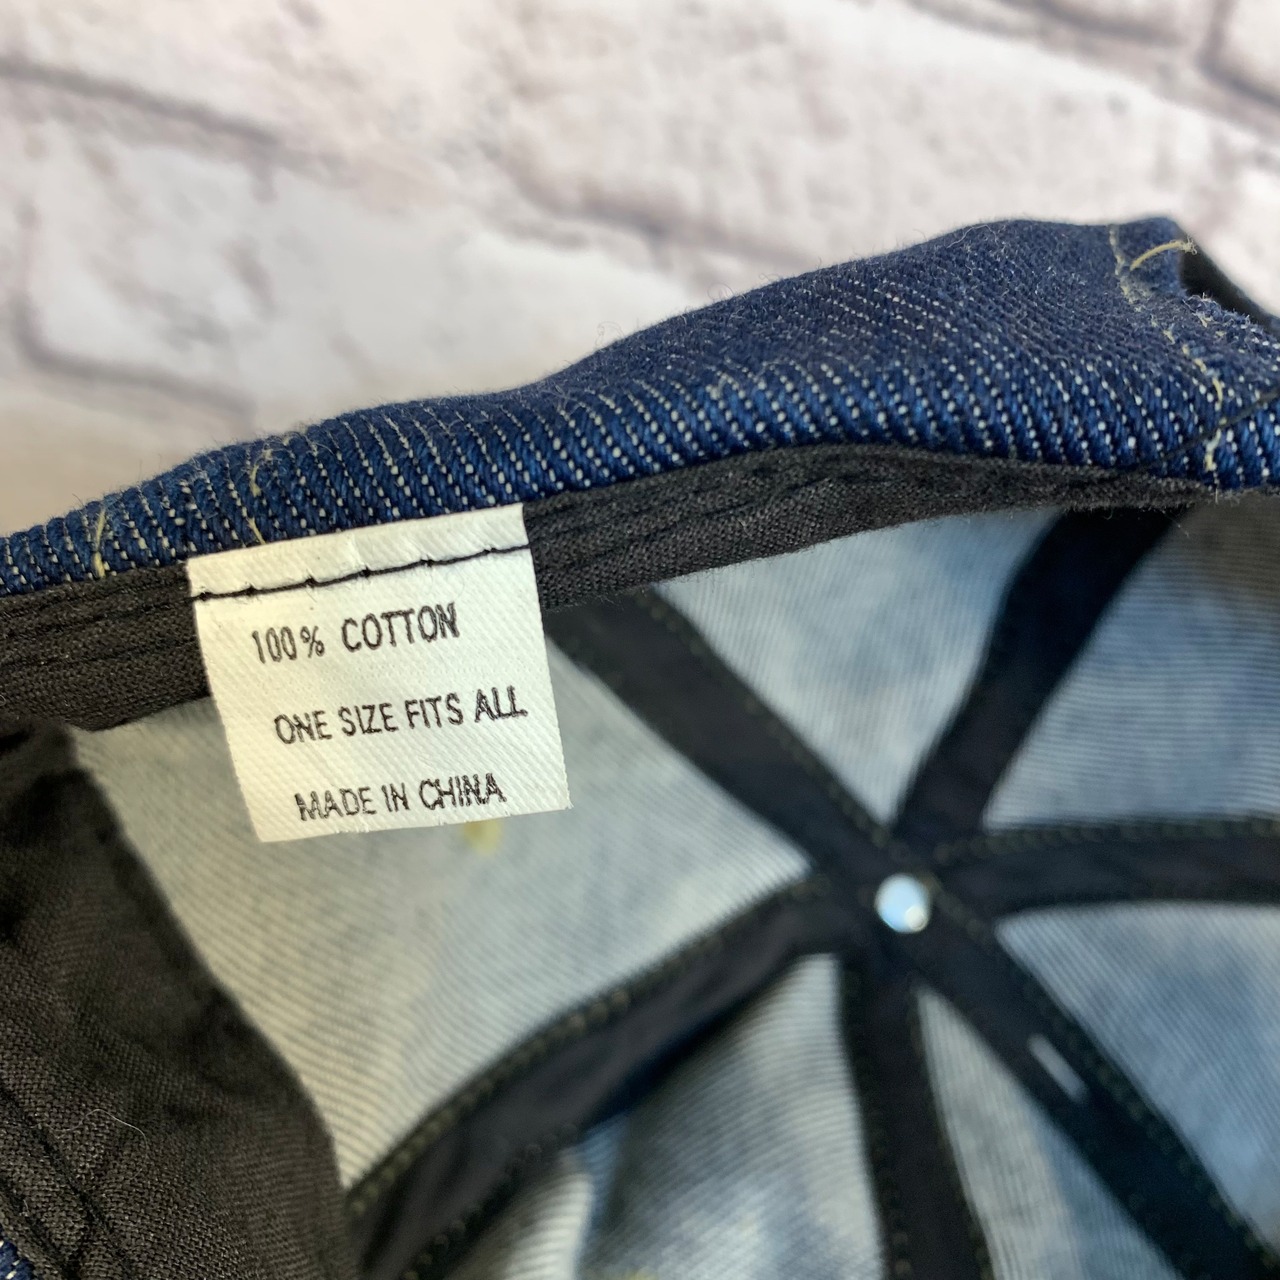 100% COTTON
ONE SIZE FITS ALL
MADE IN CHINA